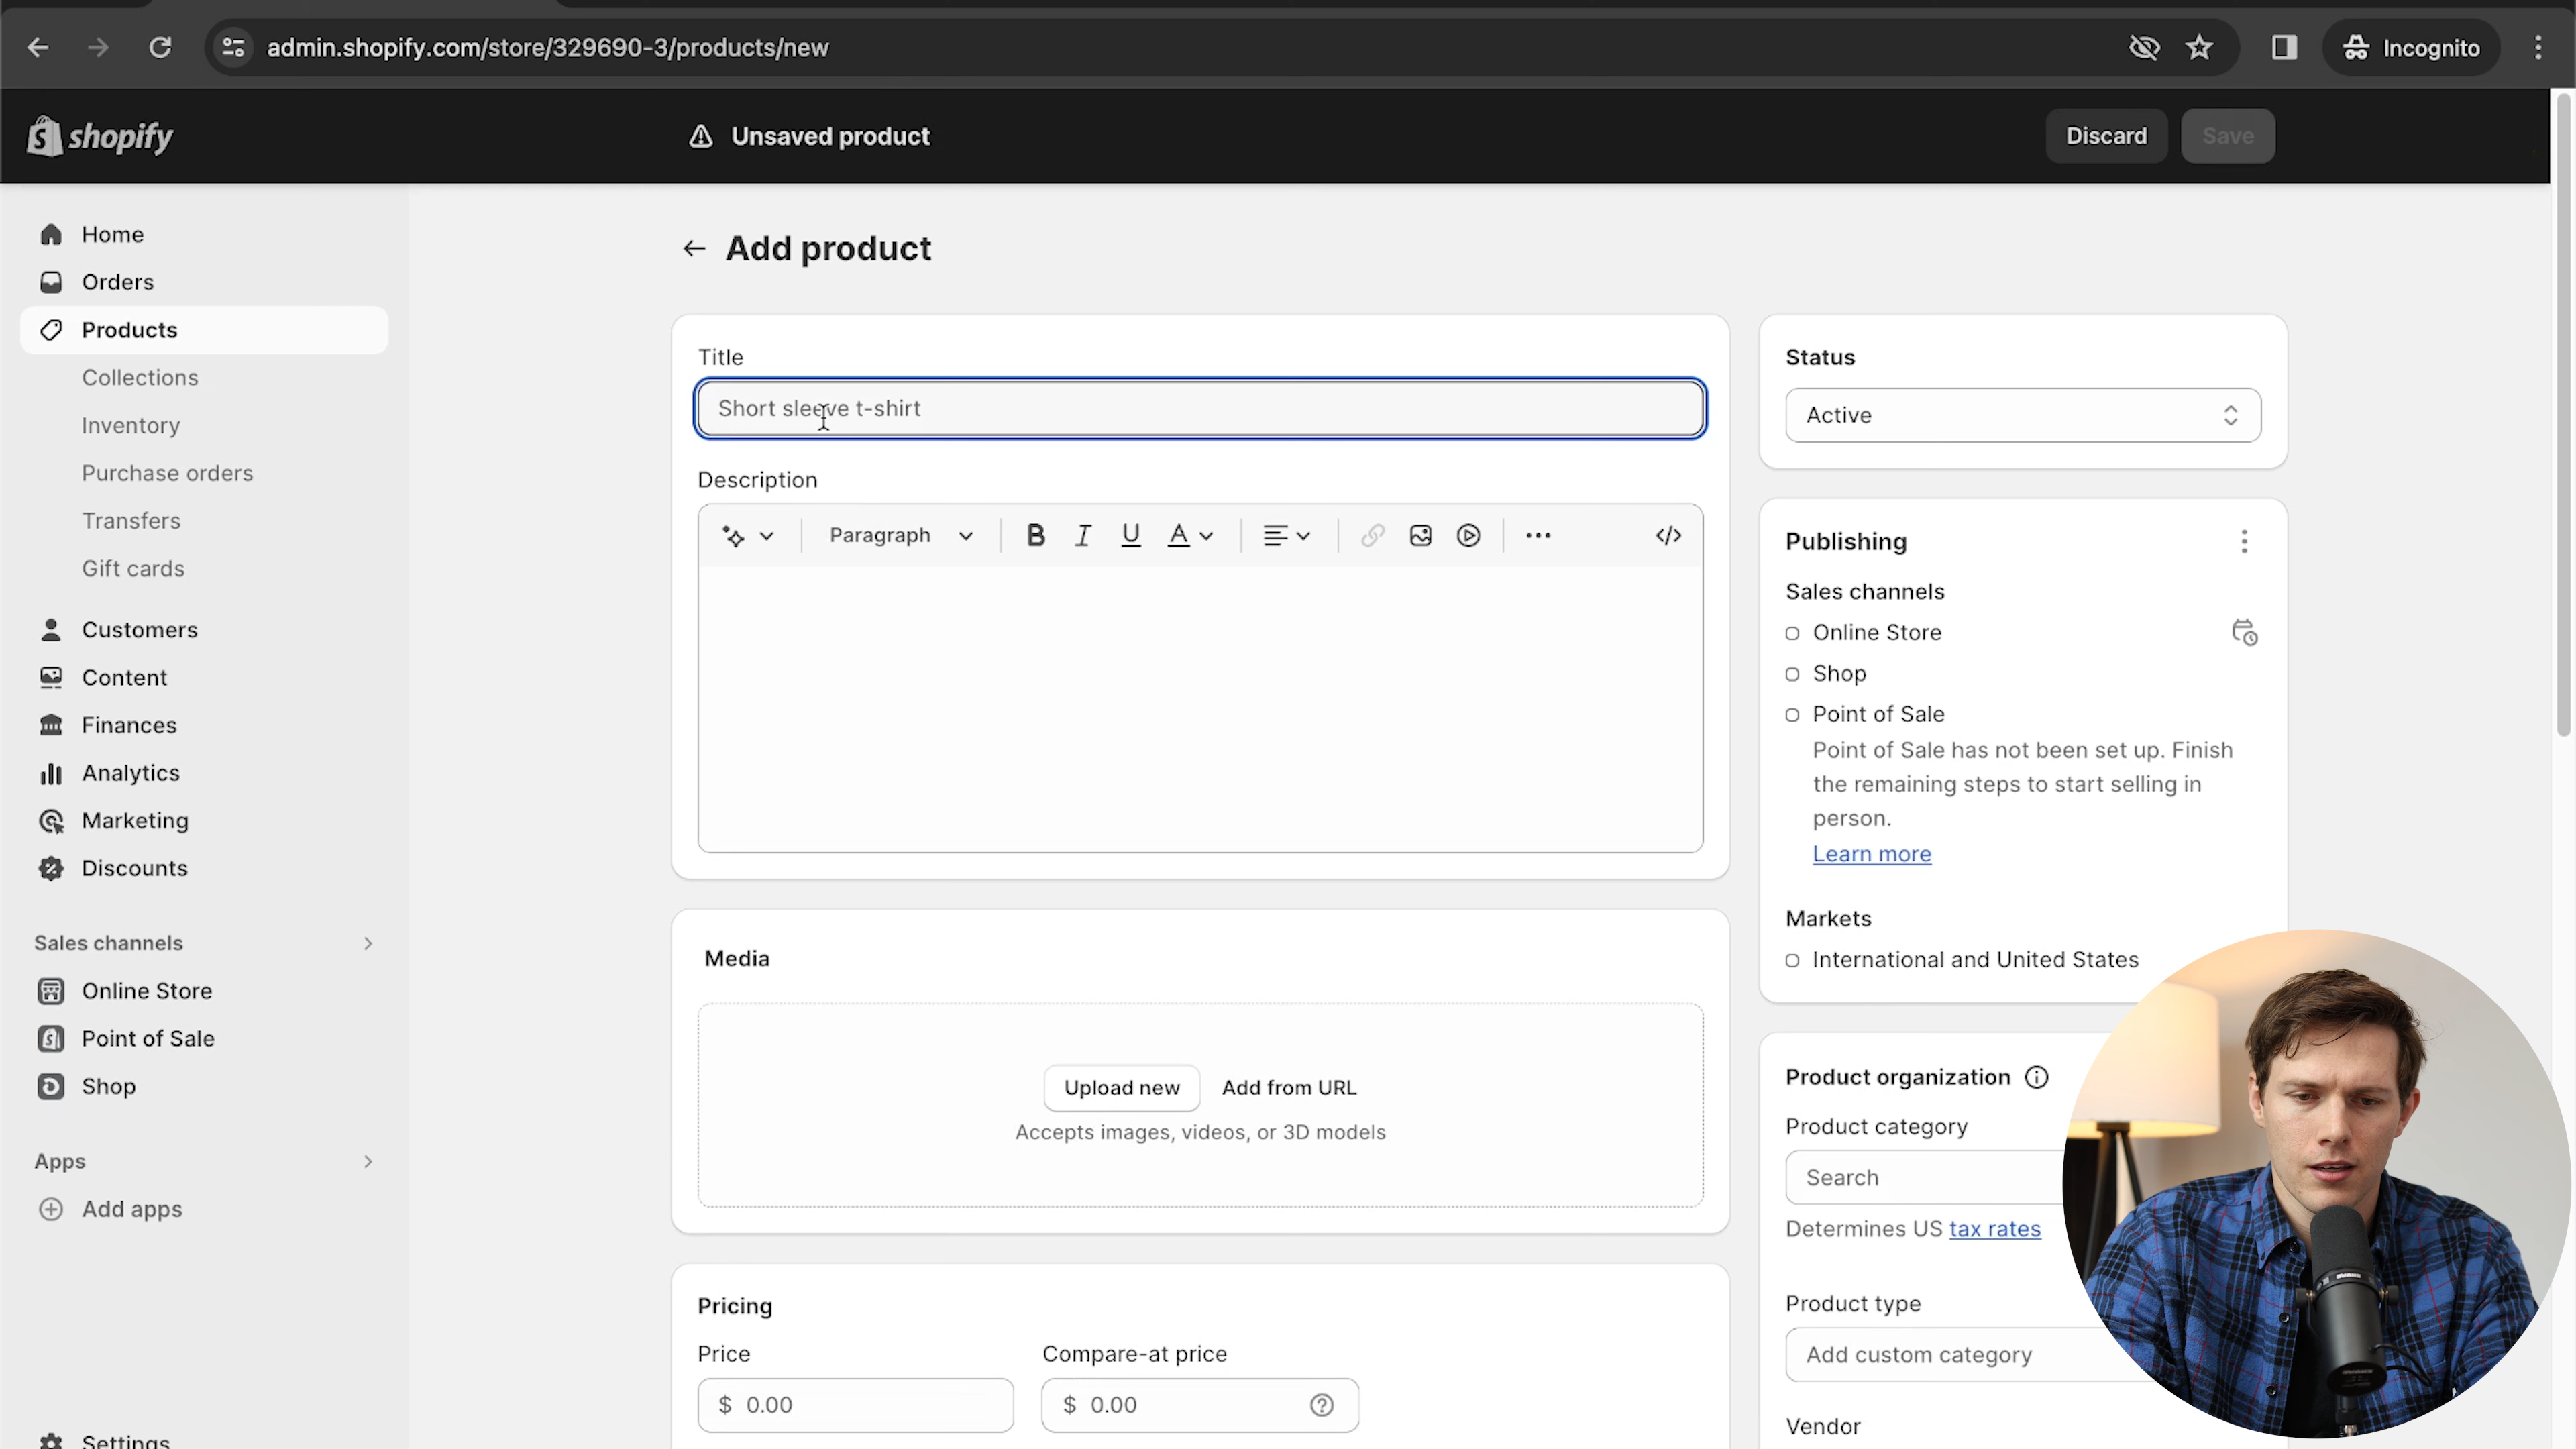 admin.shopify.com/store/329690-3/products/new
Incognito
shopify
Unsaved product
Discard
Save
Home
Orders
Products
Collections
Inventory
Purchase orders
Transfers
Gift cards
Customers
Content
Finances
Analytics
Marketing
Discounts
Sales channels
Online Store
Point of Sale
Shop
Apps
Add apps
Settings
Add product
Title
Short sleeve t-shirt
Description
Paragraph
B I U A
Media
Upload new
Add from URL
Accepts images, videos, or 3D models
Pricing
Price
Compare-at price
$ 0.00
$ 0.00
Status
Active
Publishing
Sales channels
Online Store
Shop
Point of Sale
Point of Sale has not been set up. Finish
the remaining steps to start selling in
person.
Learn more
Markets
International and United States
Product organization
Product category
Search
Determines US tax rates
Product type
Add custom category
Vendor